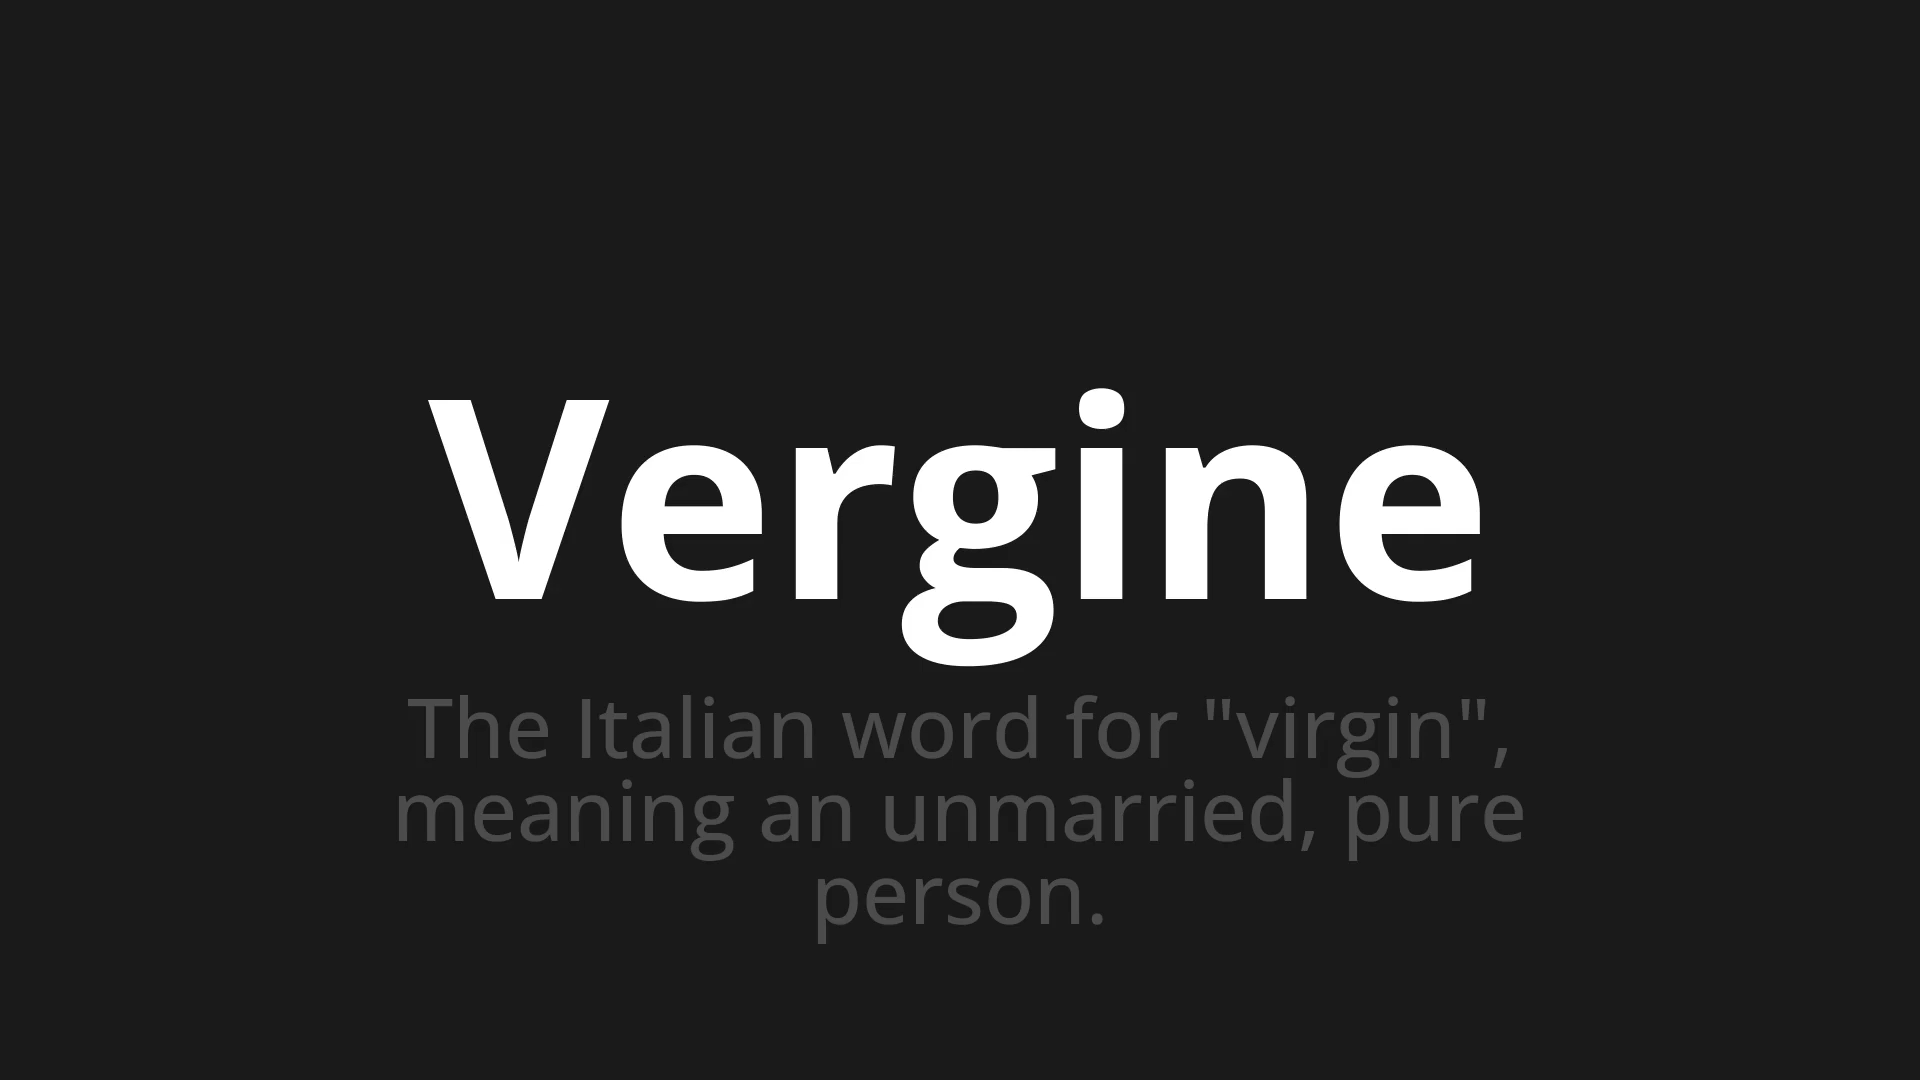 Vergine
The Italian word for "virgin",
meaning an unmarried, pure
person.